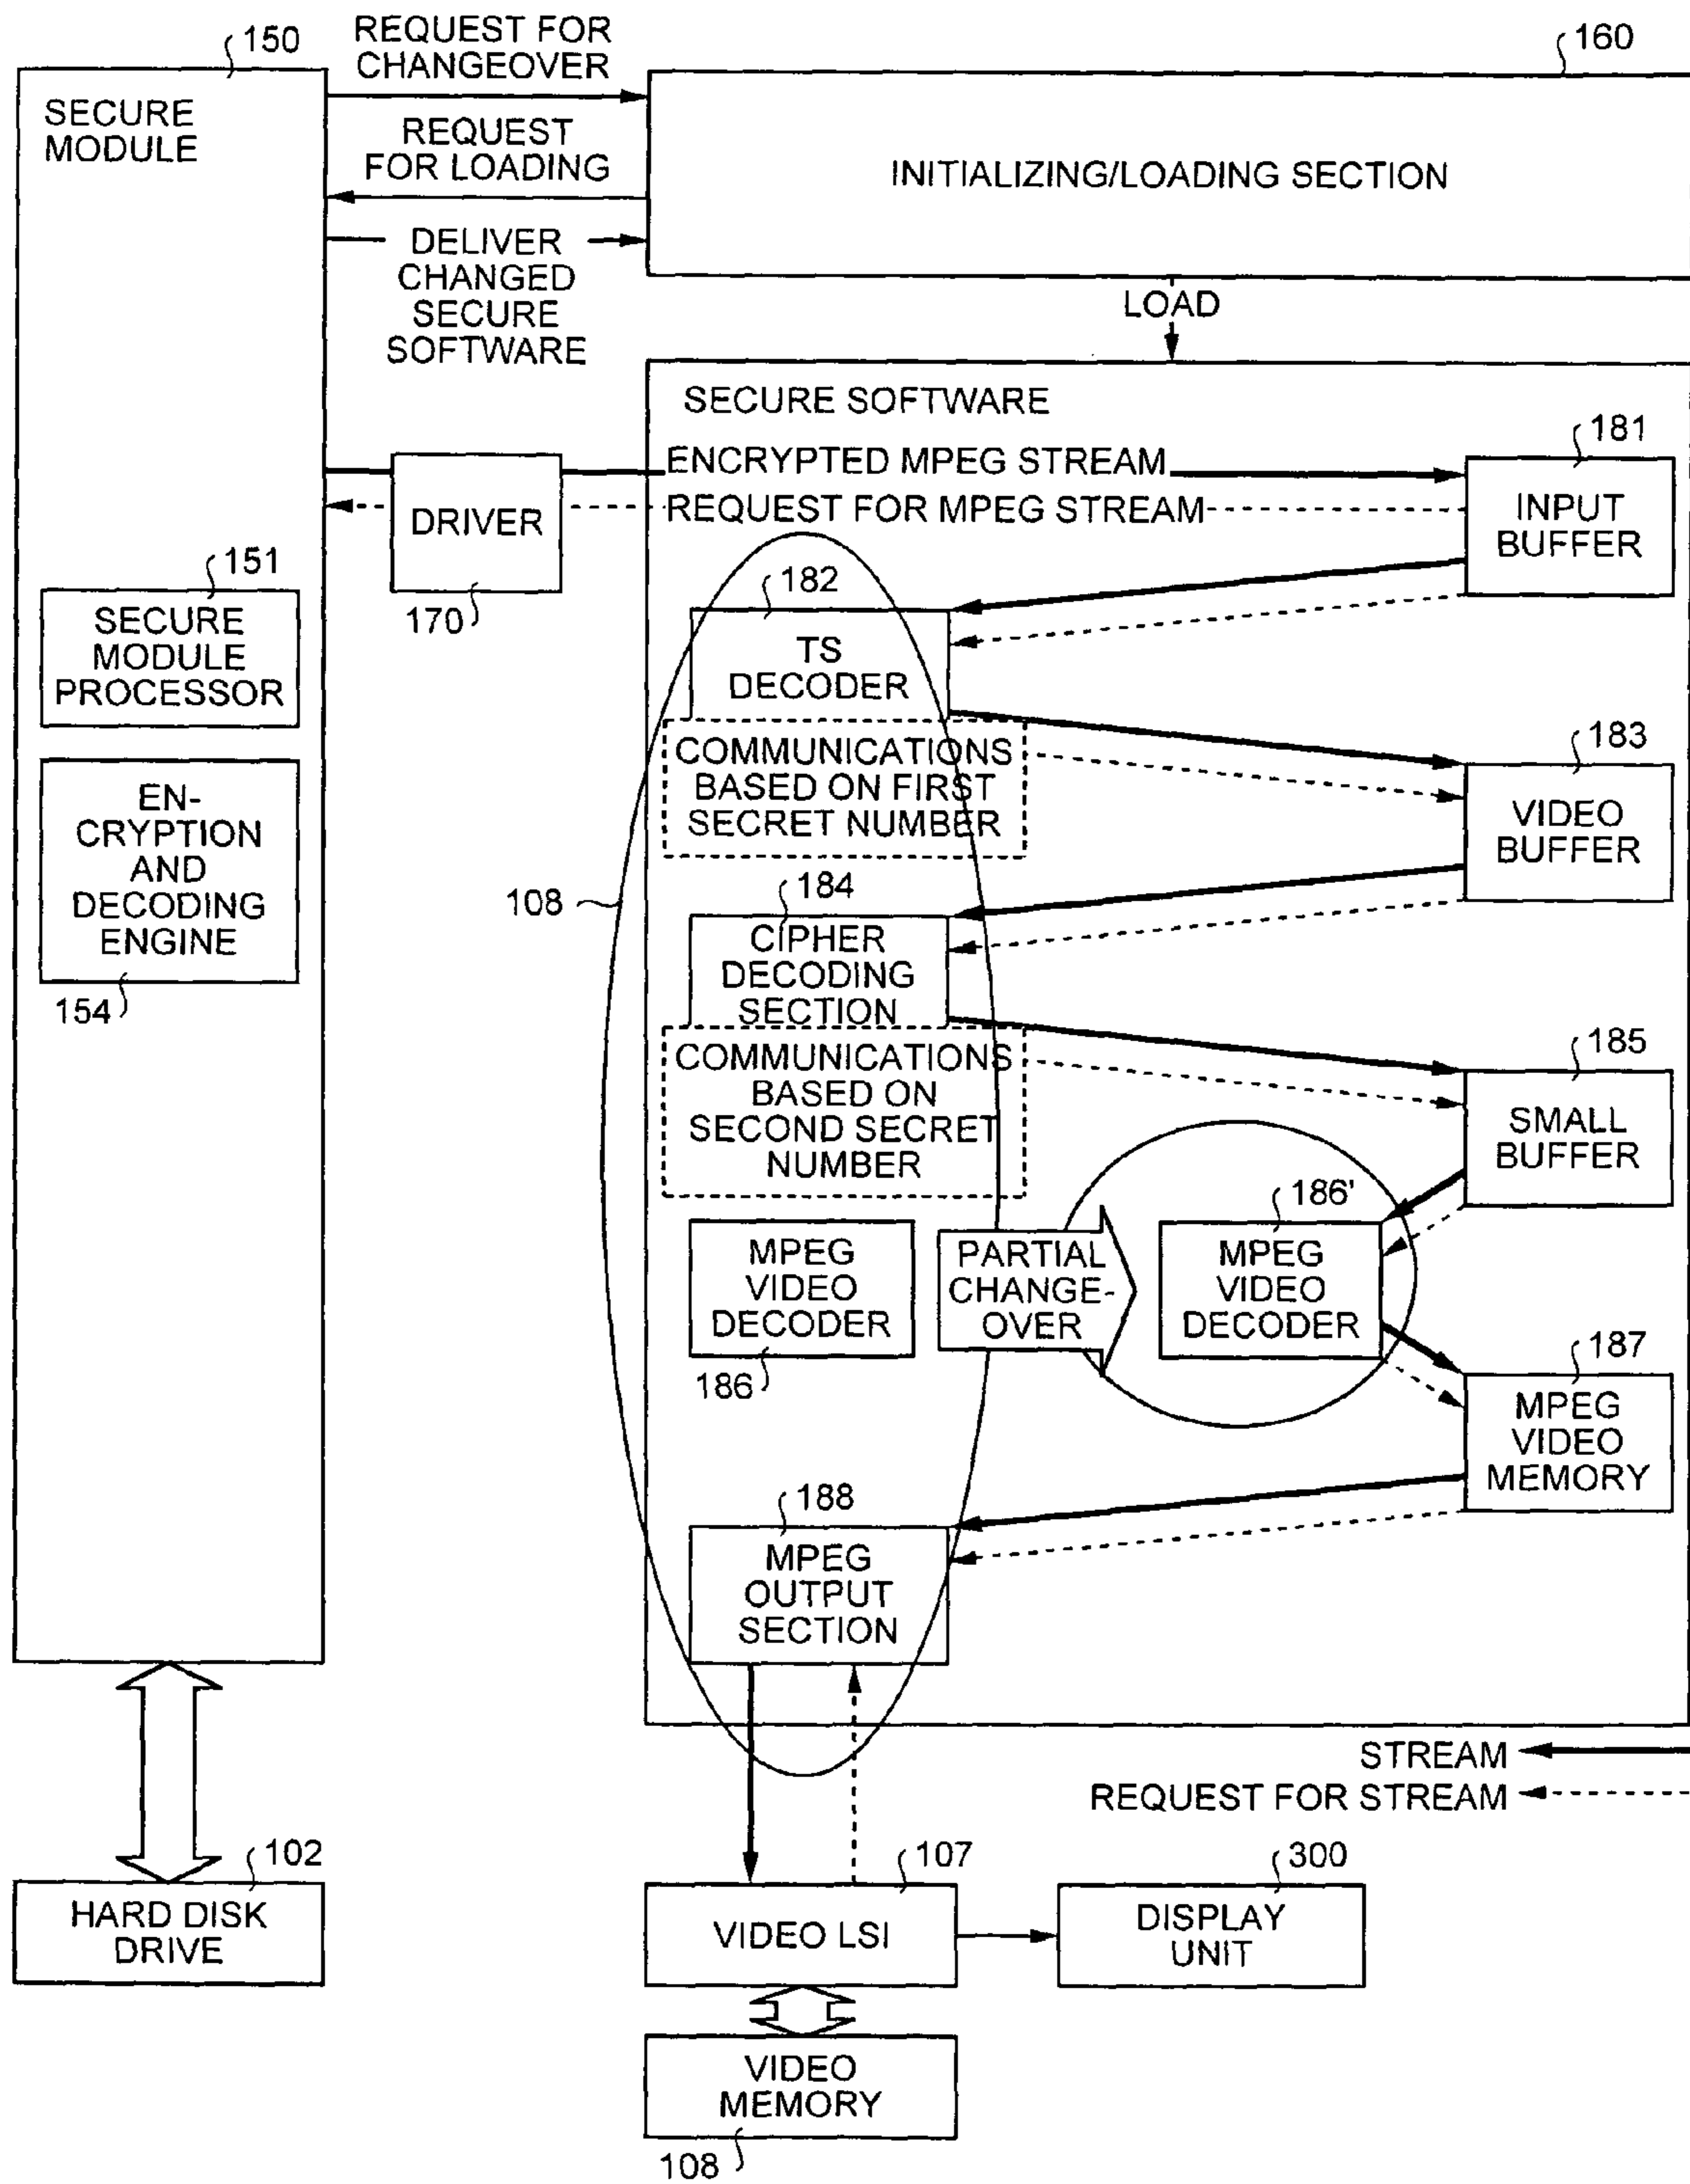 150
REQUEST FOR
CHANGEOVER
160
SECURE
MODULE
REQUEST
FOR LOADING
INITIALIZING/LOADING SECTION
DELIVER
CHANGED
SECURE
SOFTWARE
LOAD
SECURE SOFTWARE
181
ENCRYPTED MPEG STREAM
REQUEST FOR MPEG STREAM
INPUT
BUFFER
DRIVER
170
151
SECURE
MODULE
PROCESSOR
182
TS
DECODER
COMMUNICATIONS
BASED ON FIRST
SECRET NUMBER
183
VIDEO
BUFFER
EN-
CRYPTION
AND
DECODING
ENGINE
154
108
184
CIPHER
DECODING
SECTION
COMMUNICATIONS
BASED ON
SECOND SECRET
NUMBER
185
SMALL
BUFFER
186'
MPEG
VIDEO
DECODER
186
PARTIAL
CHANGE-
OVER
MPEG
VIDEO
DECODER
187
MPEG
VIDEO
MEMORY
188
MPEG
OUTPUT
SECTION
STREAM
REQUEST FOR STREAM
102
HARD DISK
DRIVE
107
VIDEO LSI
300
DISPLAY
UNIT
VIDEO
MEMORY
108